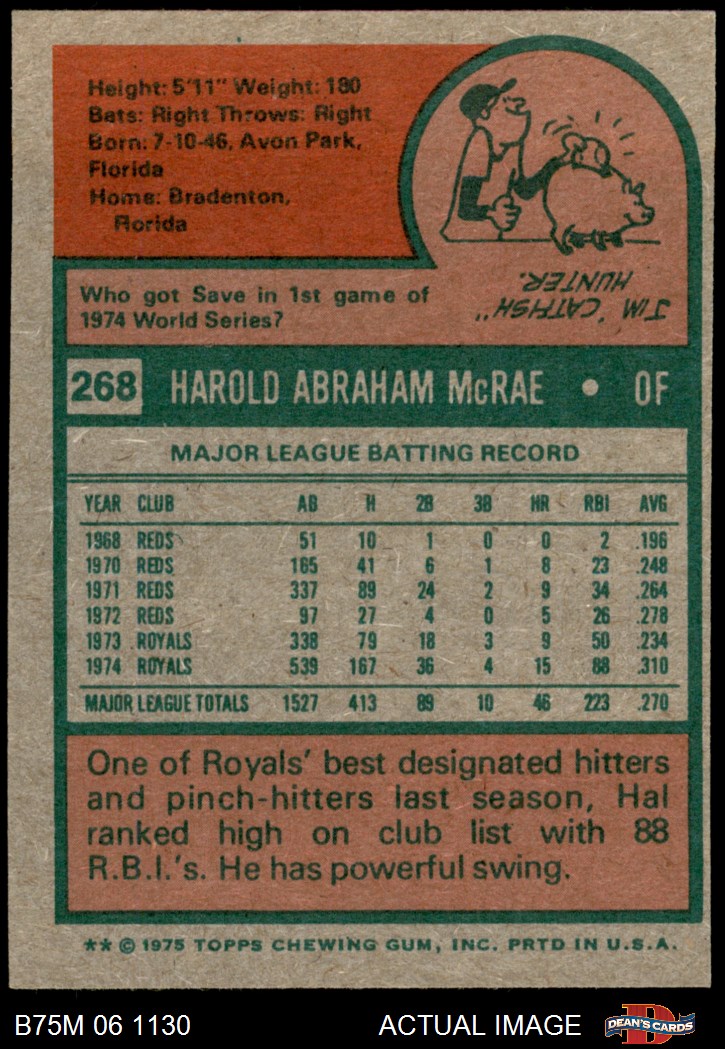 Height: 5'11" Weight: 180
Bats: Right Throws: Right
Born: 7-10-46, Avon Park,
Florida
Home: Bradenton,
Florida
Who got Save in 1st game of
1974 World Series?
JIM "CATFISH"
HUNTER.
268 HAROLD ABRAHAM McRAE • OF
MAJOR LEAGUE BATTING RECORD
YEAR CLUB AB H 2B 3B HR RBI AVG
1968 REDS 51 10 1 0 0 2 .196
1970 REDS 165 41 6 1 8 23 .248
1971 REDS 337 89 24 2 9 34 .264
1972 REDS 97 27 4 0 5 26 .278
1973 ROYALS 338 79 18 3 9 50 .234
1974 ROYALS 539 167 36 4 15 88 .310
MAJOR LEAGUE TOTALS 1527 413 89 10 46 223 .270
One of Royals' best designated hitters
and pinch-hitters last season, Hal
ranked high on club list with 88
R.B.I.'s. He has powerful swing.
** © 1975 TOPPS CHEWING GUM, INC. PRTD IN U.S.A.
B75M 06 1130 ACTUAL IMAGE
D
DEAN'S CARDS